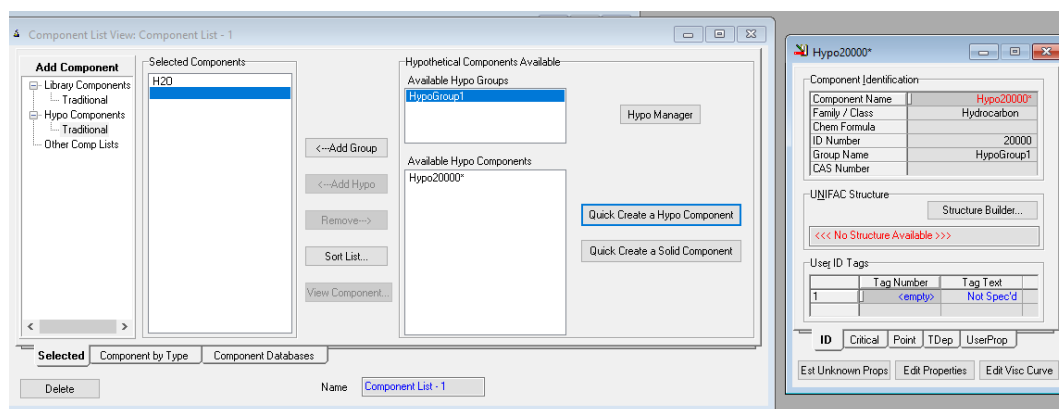 Component List View: Component List - 1
Add Component
Library Components
Traditional
Hypo Components
Traditional
Other Comp Lists
Selected Components
H2O
<---Add Group
<---Add Hypo
Remove--->
Sort List...
View Component...
Hypothetical Components Available
Available Hypo Groups
HypoGroup1
Hypo Manager
Available Hypo Components
Hypo20000*
Quick Create a Hypo Component
Quick Create a Solid Component
Selected Component by Type Component Databases
Delete Name Component List - 1
Hypo20000*
Component Identification
Component Name Hypo20000*
Family / Class Hydrocarbon
Chem Formula
ID Number 20000
Group Name HypoGroup1
CAS Number
UNIFAC Structure
Structure Builder...
<<< No Structure Available >>>
User ID Tags
Tag Number Tag Text
1 <empty> Not Spec'd
ID Critical Point TDep UserProp
Est Unknown Props Edit Properties Edit Visc Curve